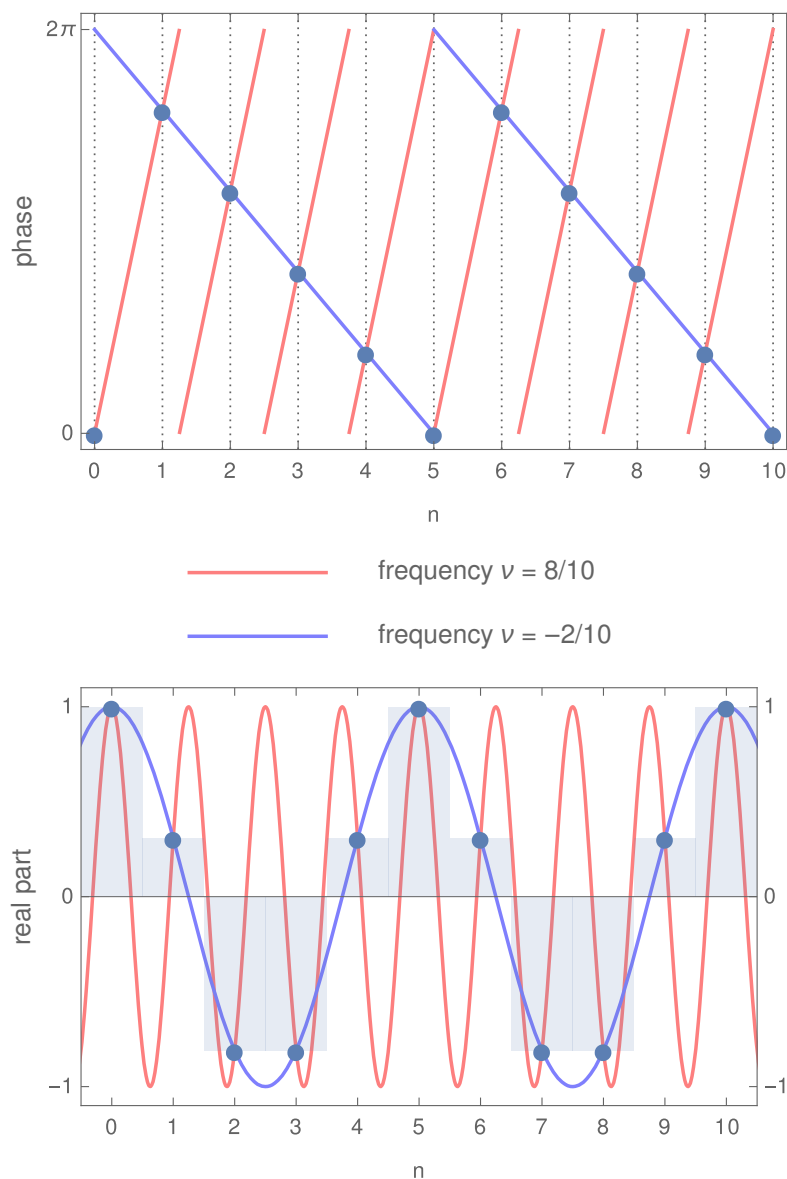 2π
phase
0
0 1 2 3 4 5 6 7 8 9 10
n
frequency ν = 8/10
frequency ν = −2/10
1 1
real part
0 0
−1 −1
0 1 2 3 4 5 6 7 8 9 10
n